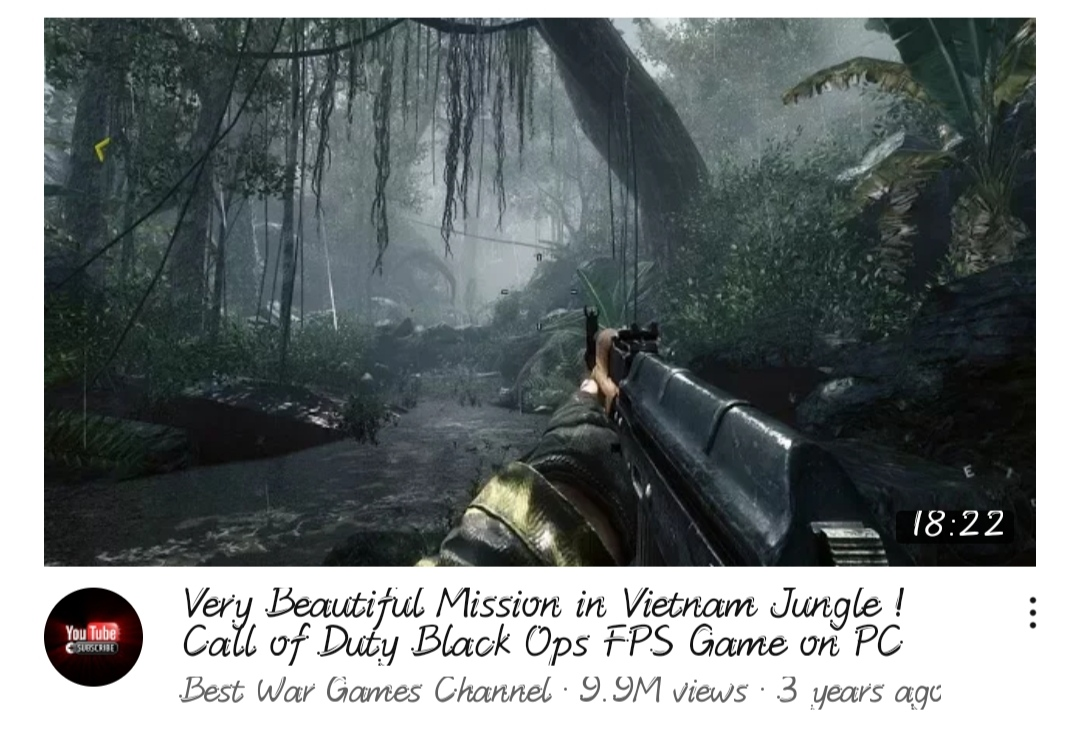 E
18:22
You Tube
SUBSCRIBE
Very Beautiful Mission in Vietnam Jungle !
Call of Duty Black Ops FPS Game on PC
Best War Games Channel · 9.9M views · 3 years ago